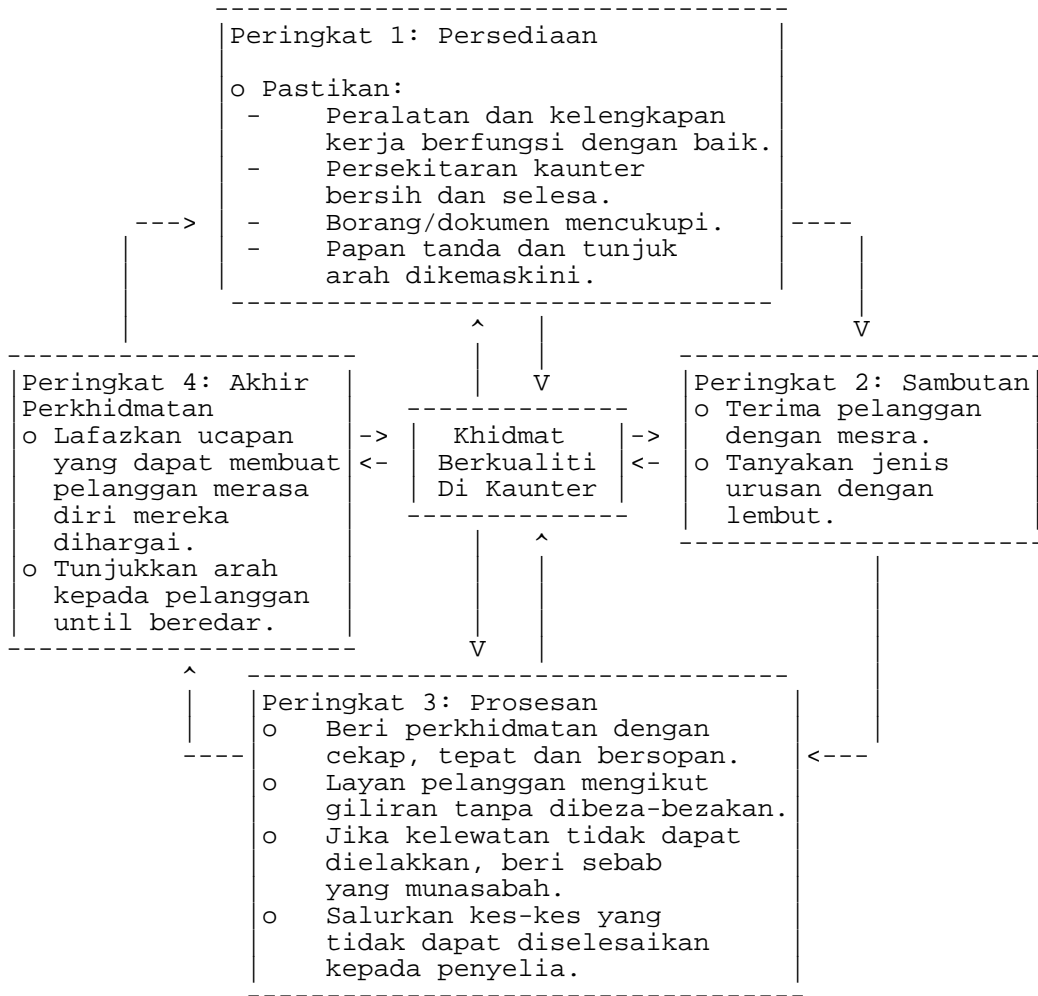 Peringkat 1: Persediaan
o Pastikan:
- Peralatan dan kelengkapan
kerja berfungsi dengan baik.
- Persekitaran kaunter
bersih dan selesa.
- Borang/dokumen mencukupi.
- Papan tanda dan tunjuk
arah dikemaskini.
Peringkat 2: Sambutan
o Terima pelanggan
dengan mesra.
o Tanyakan jenis
urusan dengan
lembut.
Khidmat
Berkualiti
Di Kaunter
Peringkat 4: Akhir
Perkhidmatan
o Lafazkan ucapan
yang dapat membuat
pelanggan merasa
diri mereka
dihargai.
o Tunjukkan arah
kepada pelanggan
until beredar.
Peringkat 3: Prosesan
o Beri perkhidmatan dengan
cekap, tepat dan bersopan.
o Layan pelanggan mengikut
giliran tanpa dibeza-bezakan.
o Jika kelewatan tidak dapat
dielakkan, beri sebab
yang munasabah.
o Salurkan kes-kes yang
tidak dapat diselesaikan
kepada penyelia.